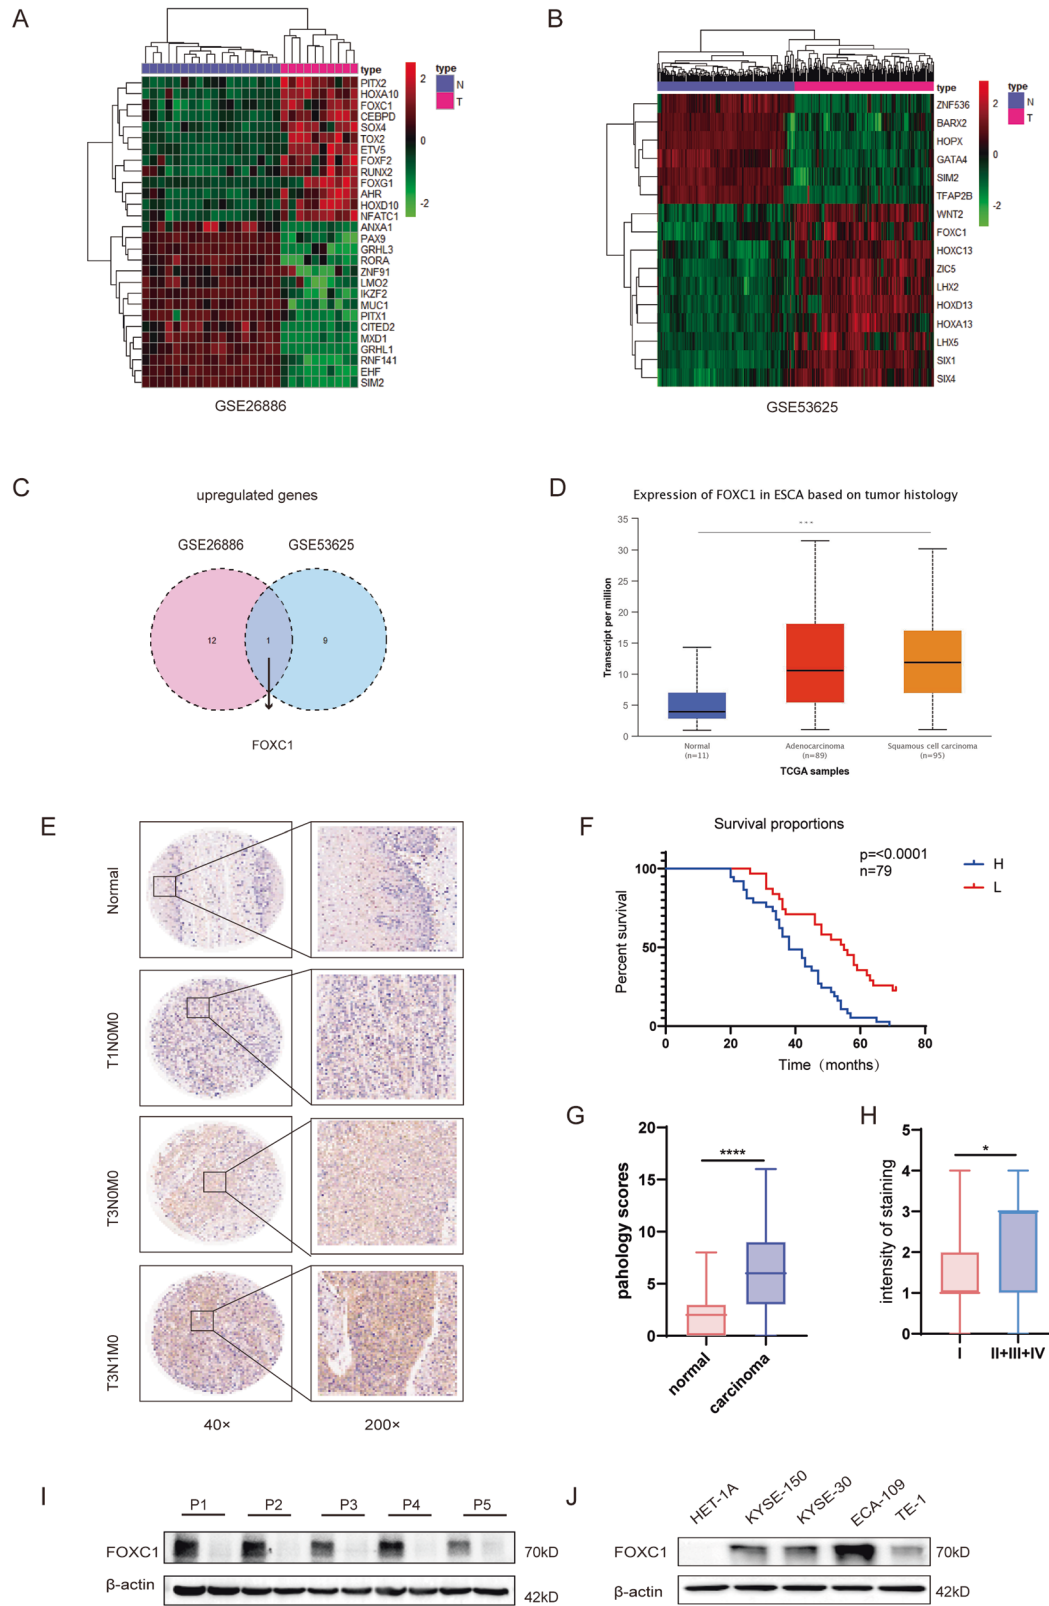 A
type
PITX2
HOXA10
FOXC1
CEBPD
SOX4
TOX2
ETV5
FOXF2
RUNX2
FOXG1
AHR
HOXD10
NFATC1
ANXA1
PAX9
GRHL3
RORA
ZNF91
LMO2
IKZF2
MUC1
PITX1
CITED2
MXD1
GRHL1
RNF141
EHF
SIM2
2
0
-2
type
N
T
GSE26886
B
type
ZNF536
BARX2
HOPX
GATA4
SIM2
TFAP2B
WNT2
FOXC1
HOXC13
ZIC5
LHX2
HOXD13
HOXA13
LHX5
SIX1
SIX4
2
0
-2
type
N
T
GSE53625
C
upregulated genes
GSE26886
GSE53625
12
1
9
FOXC1
D
Expression of FOXC1 in ESCA based on tumor histology
***
Transcript per million
35
30
25
20
15
10
5
0
Normal
(n=11)
Adenocarcinoma
(n=89)
Squamous cell carcinoma
(n=95)
TCGA samples
E
Normal
T1N0M0
T3N0M0
T3N1M0
40×
200×
F
Survival proportions
p=<0.0001
n=79
H
L
Percent survival
100
50
0
0 20 40 60 80
Time（months）
G
pahology scores
20
15
10
5
0
****
normal
carcinoma
H
intensity of staining
5
4
3
2
1
0
*
I
II+III+IV
I
P1 P2 P3 P4 P5
FOXC1
70kD
β-actin
42kD
J
HET-1A
KYSE-150
KYSE-30
ECA-109
TE-1
FOXC1
70kD
β-actin
42kD